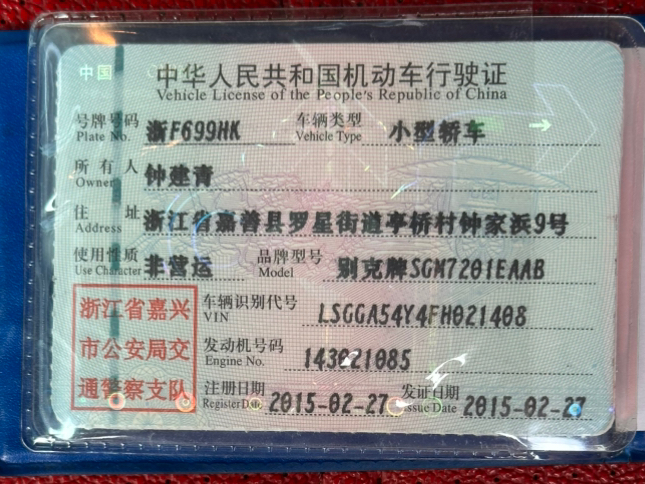 中国
中华人民共和国机动车行驶证
Vehicle License of the People's Republic of China
号牌号码 浙F699HK 车辆类型 小型轿车
Plate No. Vehicle Type
所有人 钟建青
Owner
住址 浙江省嘉善县罗星街道亭桥村钟家浜9号
Address
使用性质 非营运 品牌型号 别克牌SGM7201EAAB
Use Character Model
浙江省嘉兴
市公安局交
通警察支队
车辆识别代号 LSGGA54Y4FH021408
VIN
发动机号码 143021085
Engine No.
注册日期 2015-02-27 发证日期 2015-02-27
Register Date Issue Date